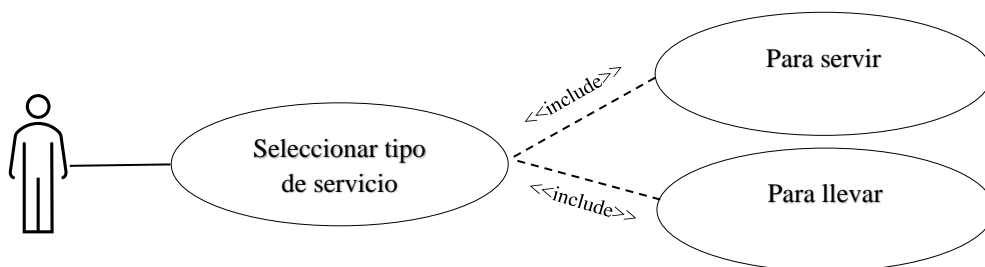 Para servir
<<include>>
Seleccionar tipo
de servicio
<<include>>
Para llevar